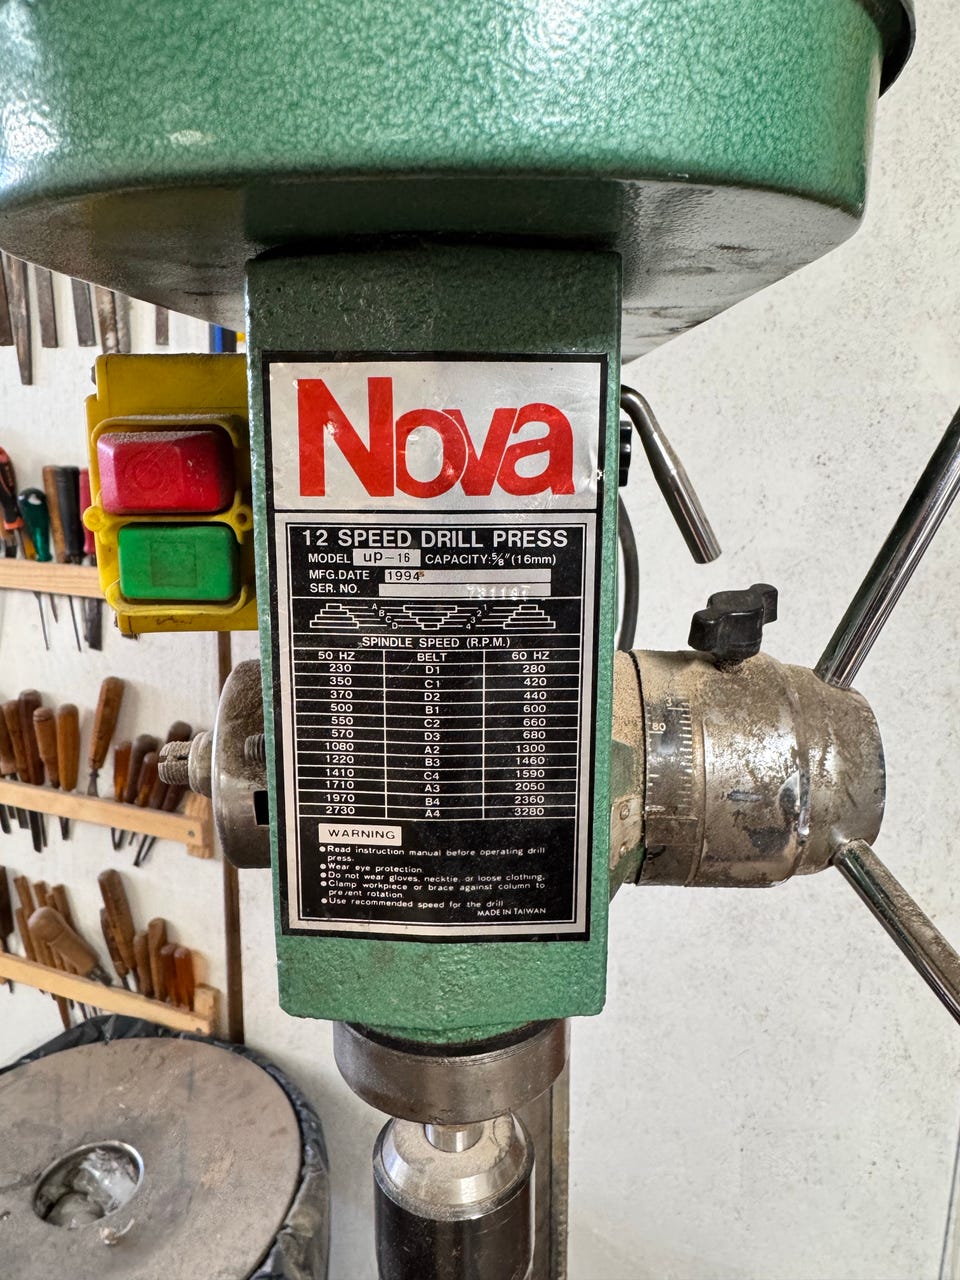 Nova
12 SPEED DRILL PRESS
MODEL up-16 CAPACITY:⅝″(16mm)
MFG.DATE 1994
SER. NO.
A 1
B 2
C 3
D 4
SPINDLE SPEED (R.P.M.)
50 HZ BELT 60 HZ
230 D1 280
350 C1 420
370 D2 440
500 B1 600
550 C2 660
570 D3 680
1080 A2 1300
1220 B3 1460
1410 C4 1590
1710 A3 2050
1970 B4 2360
2730 A4 3280
WARNING
●Read instruction manual before operating drill
press.
●Wear eye protection.
●Do not wear gloves, necktie, or loose clothing.
●Clamp workpiece or brace against column to
prevent rotation.
●Use recommended speed for the drill
MADE IN TAIWAN
80